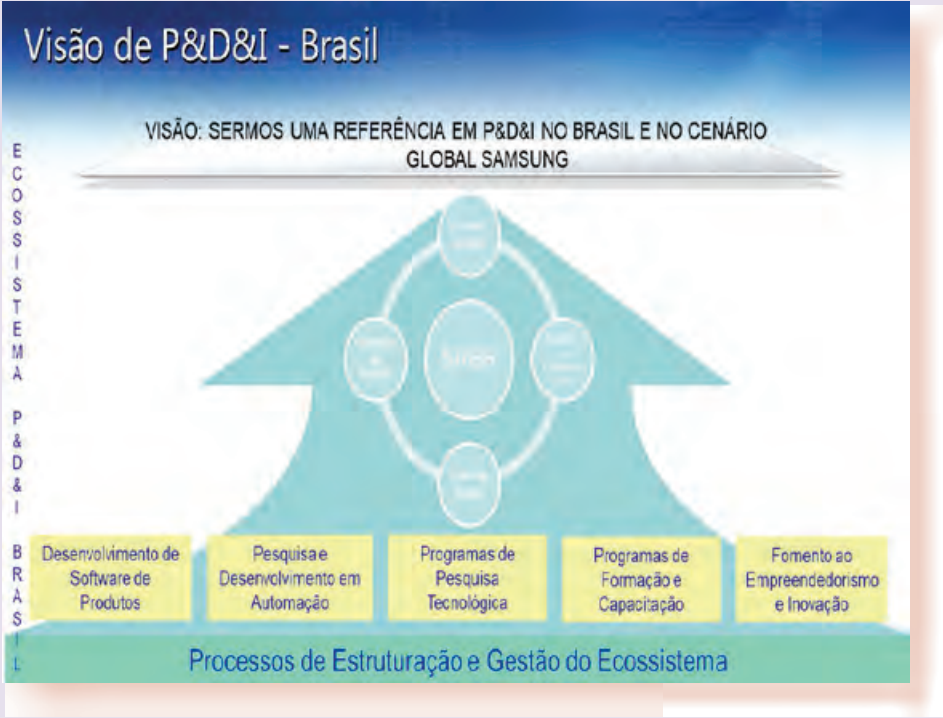 Visão de P&D&I - Brasil
VISÃO: SERMOS UMA REFERÊNCIA EM P&D&I NO BRASIL E NO CENÁRIO
GLOBAL SAMSUNG
ECOSSISTEMA P&D&I BRASIL
Desenvolvimento de
Software de
Produtos
Pesquisa e
Desenvolvimento em
Automação
Programas de
Pesquisa
Tecnológica
Programas de
Formação e
Capacitação
Fomento ao
Empreendedorismo
e Inovação
Processos de Estruturação e Gestão do Ecossistema